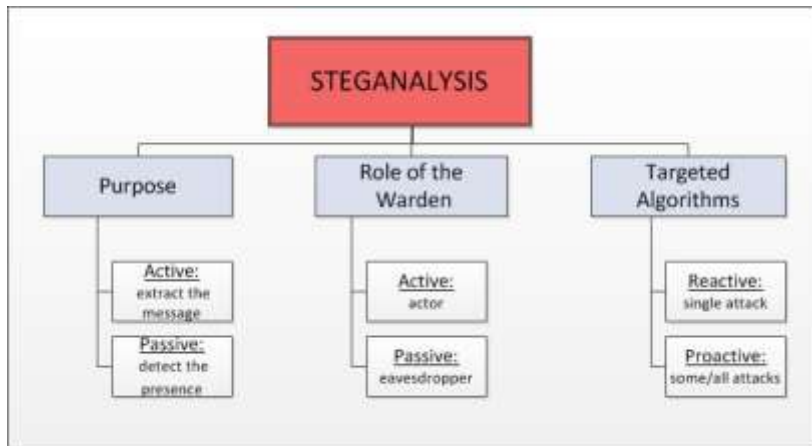 STEGANALYSIS
Purpose
Role of the
Warden
Targeted
Algorithms
Active:
extract the
message
Passive:
detect the
presence
Active:
actor
Passive:
eavesdropper
Reactive:
single attack
Proactive:
some/all attacks